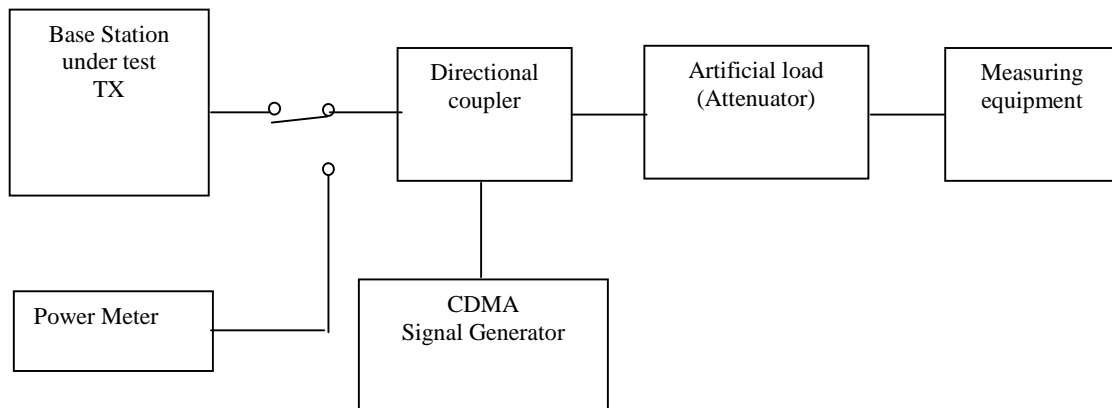 Base Station
under test
TX
Directional
coupler
Artificial load
(Attenuator)
Measuring
equipment
Power Meter
CDMA
Signal Generator